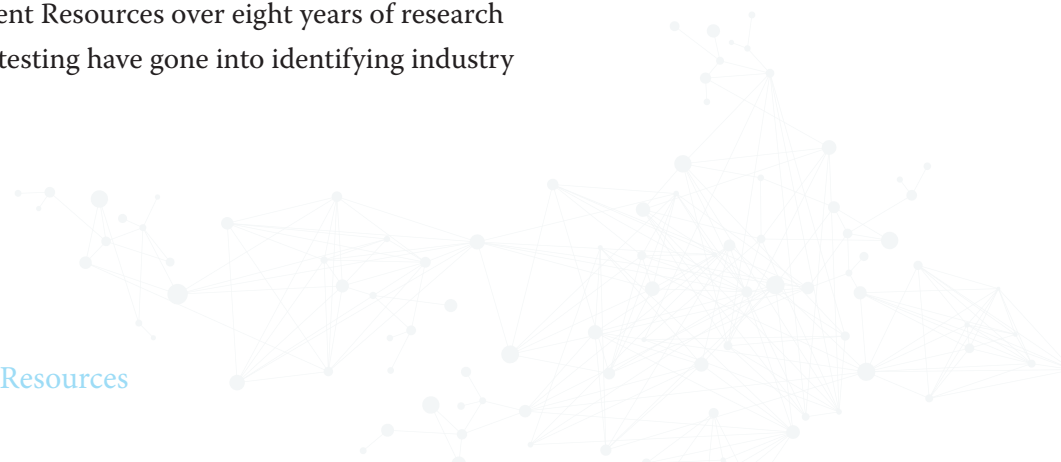 ent Resources over eight years of research
testing have gone into identifying industry
Resources